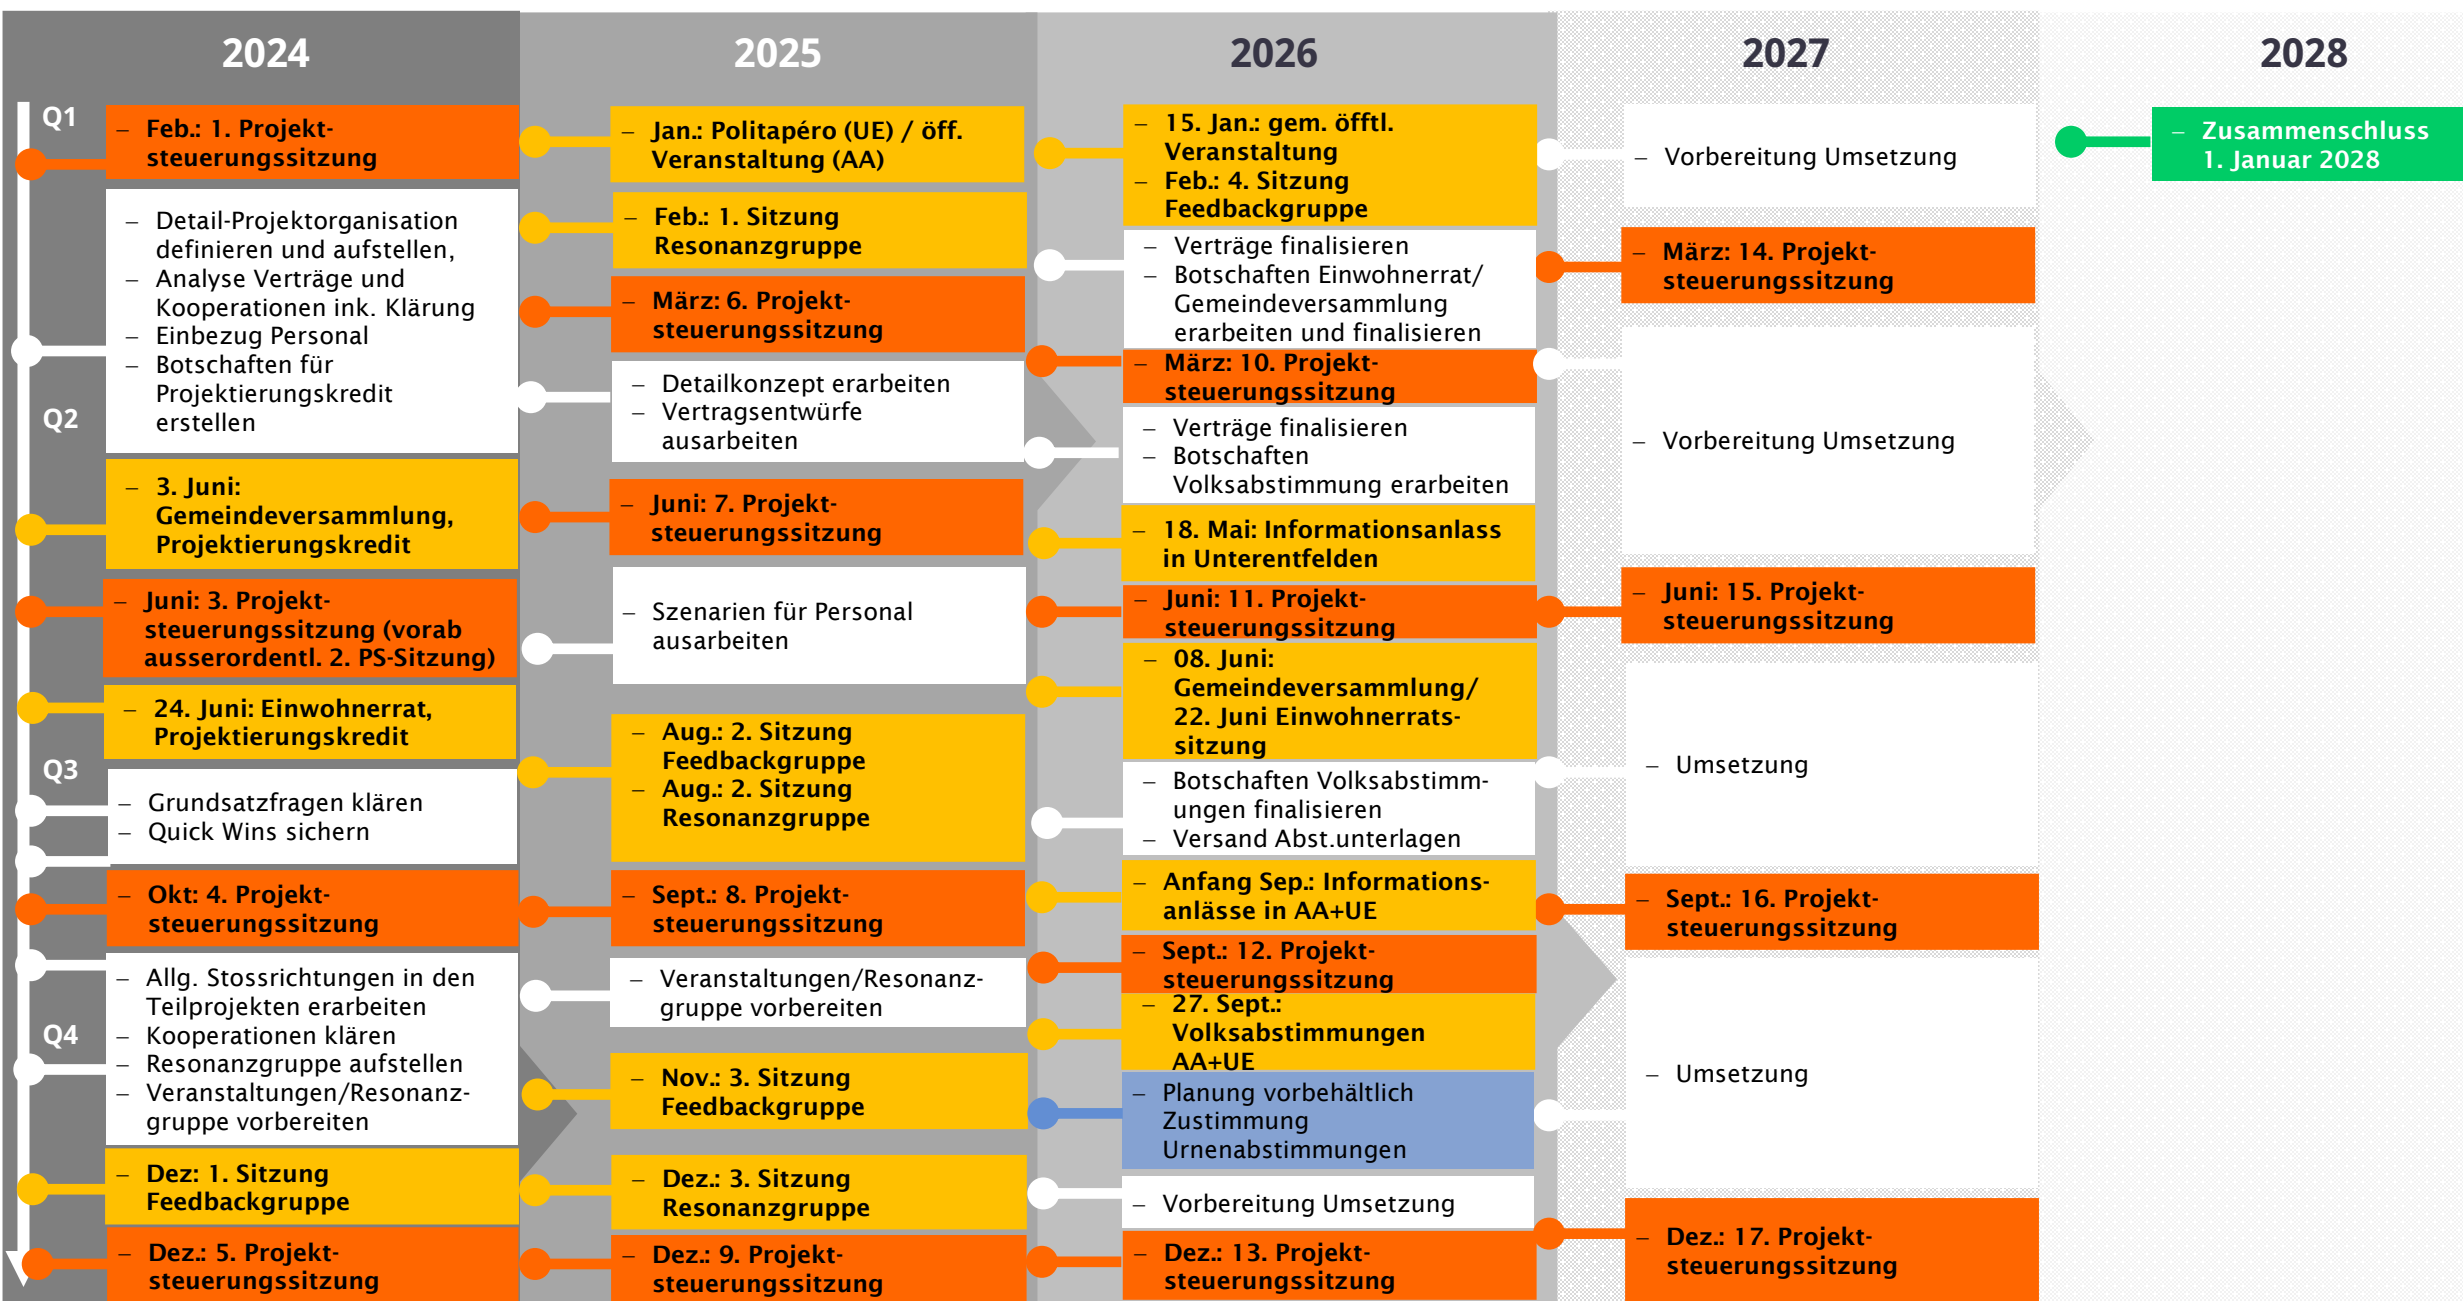 2024
Q1
Q2
Q3
Q4
– Feb.: 1. Projekt-
steuerungssitzung
– Detail-Projektorganisation
definieren und aufstellen,
– Analyse Verträge und
Kooperationen ink. Klärung
– Einbezug Personal
– Botschaften für
Projektierungskredit
erstellen
– 3. Juni:
Gemeindeversammlung,
Projektierungskredit
– Juni: 3. Projekt-
steuerungssitzung (vorab
ausserordentl. 2. PS-Sitzung)
– 24. Juni: Einwohnerrat,
Projektierungskredit
– Grundsatzfragen klären
– Quick Wins sichern
– Okt: 4. Projekt-
steuerungssitzung
– Allg. Stossrichtungen in den
Teilprojekten erarbeiten
– Kooperationen klären
– Resonanzgruppe aufstellen
– Veranstaltungen/Resonanz-
gruppe vorbereiten
– Dez: 1. Sitzung
Feedbackgruppe
– Dez.: 5. Projekt-
steuerungssitzung
2025
– Jan.: Politapéro (UE) / öff.
Veranstaltung (AA)
– Feb.: 1. Sitzung
Resonanzgruppe
– März: 6. Projekt-
steuerungssitzung
– Detailkonzept erarbeiten
– Vertragsentwürfe
ausarbeiten
– Juni: 7. Projekt-
steuerungssitzung
– Szenarien für Personal
ausarbeiten
– Aug.: 2. Sitzung
Feedbackgruppe
– Aug.: 2. Sitzung
Resonanzgruppe
– Sept.: 8. Projekt-
steuerungssitzung
– Veranstaltungen/Resonanz-
gruppe vorbereiten
– Nov.: 3. Sitzung
Feedbackgruppe
– Dez.: 3. Sitzung
Resonanzgruppe
– Dez.: 9. Projekt-
steuerungssitzung
2026
– 15. Jan.: gem. öfftl.
Veranstaltung
– Feb.: 4. Sitzung
Feedbackgruppe
– Verträge finalisieren
– Botschaften Einwohnerrat/
Gemeindeversammlung
erarbeiten und finalisieren
– März: 10. Projekt-
steuerungssitzung
– Verträge finalisieren
– Botschaften
Volksabstimmung erarbeiten
– 18. Mai: Informationsanlass
in Unterentfelden
– Juni: 11. Projekt-
steuerungssitzung
– 08. Juni:
Gemeindeversammlung/
22. Juni Einwohnerrats-
sitzung
– Botschaften Volksabstimm-
ungen finalisieren
– Versand Abst.unterlagen
– Anfang Sep.: Informations-
anlässe in AA+UE
– Sept.: 12. Projekt-
steuerungssitzung
– 27. Sept.:
Volksabstimmungen
AA+UE
– Planung vorbehältlich
Zustimmung
Urnenabstimmungen
– Vorbereitung Umsetzung
– Dez.: 13. Projekt-
steuerungssitzung
2027
– Vorbereitung Umsetzung
– März: 14. Projekt-
steuerungssitzung
– Vorbereitung Umsetzung
– Juni: 15. Projekt-
steuerungssitzung
– Umsetzung
– Sept.: 16. Projekt-
steuerungssitzung
– Umsetzung
– Dez.: 17. Projekt-
steuerungssitzung
2028
– Zusammenschluss
1. Januar 2028